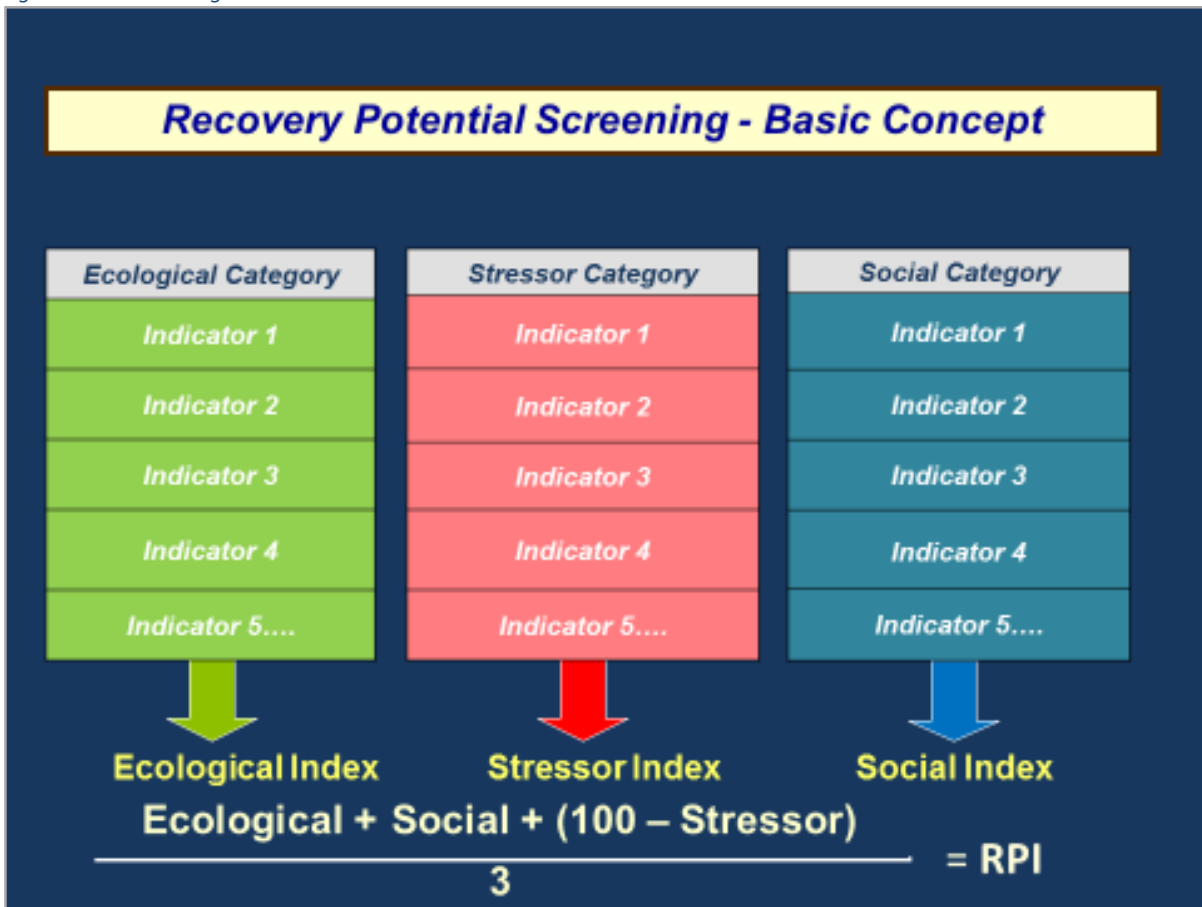 Recovery Potential Screening - Basic Concept
Ecological Category
Indicator 1
Indicator 2
Indicator 3
Indicator 4
Indicator 5....
Stressor Category
Indicator 1
Indicator 2
Indicator 3
Indicator 4
Indicator 5....
Social Category
Indicator 1
Indicator 2
Indicator 3
Indicator 4
Indicator 5....
Ecological Index
Stressor Index
Social Index
Ecological + Social + (100 – Stressor)
3
= RPI